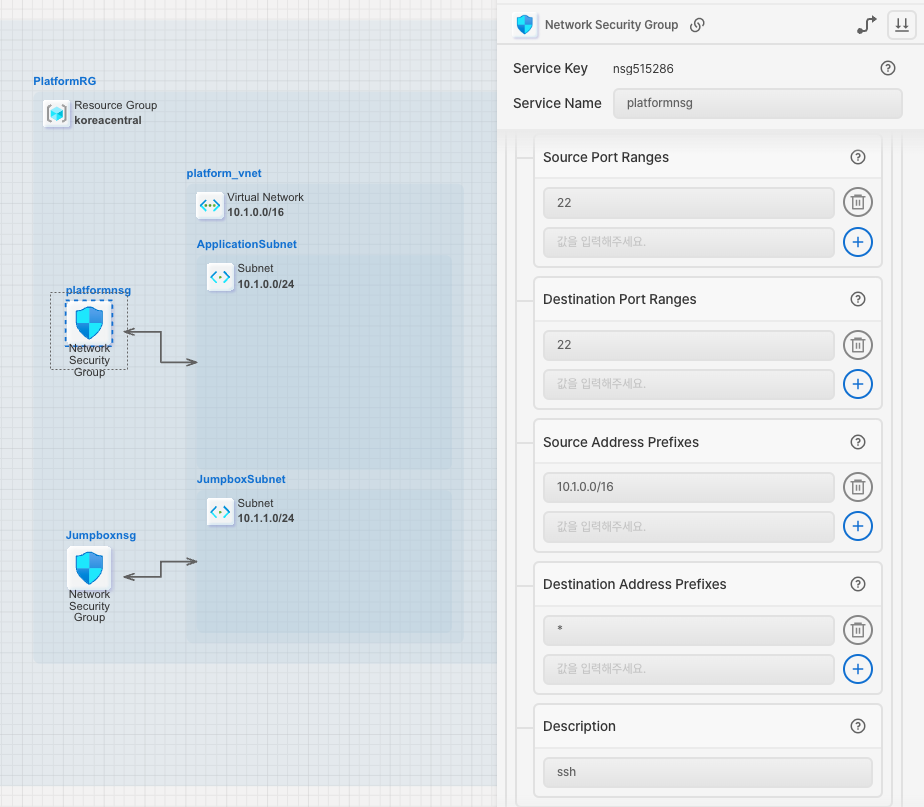 PlatformRG
Resource Group
koreacentral
platform_vnet
Virtual Network
10.1.0.0/16
ApplicationSubnet
Subnet
10.1.0.0/24
platformnsg
Network
Security
Group
JumpboxSubnet
Subnet
10.1.1.0/24
Jumpboxnsg
Network
Security
Group
Network Security Group
Service Key nsg515286
Service Name platformnsg
Source Port Ranges
22
값을 입력해주세요.
Destination Port Ranges
22
값을 입력해주세요.
Source Address Prefixes
10.1.0.0/16
값을 입력해주세요.
Destination Address Prefixes
*
값을 입력해주세요.
Description
ssh